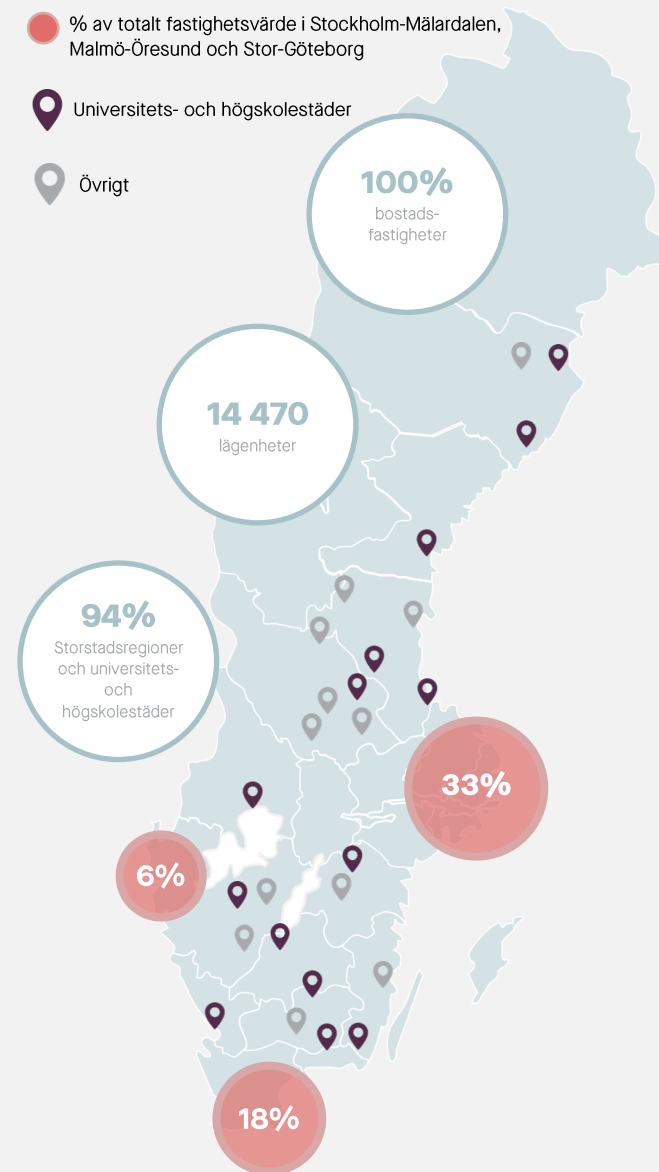 % av totalt fastighetsvärde i Stockholm-Mälardalen,
Malmö-Öresund och Stor-Göteborg
Universitets- och högskolestäder
Övrigt
100%
bostads-
fastigheter
14 470
lägenheter
94%
Storstadsregioner
och universitets-
och
högskolestäder
33%
6%
18%